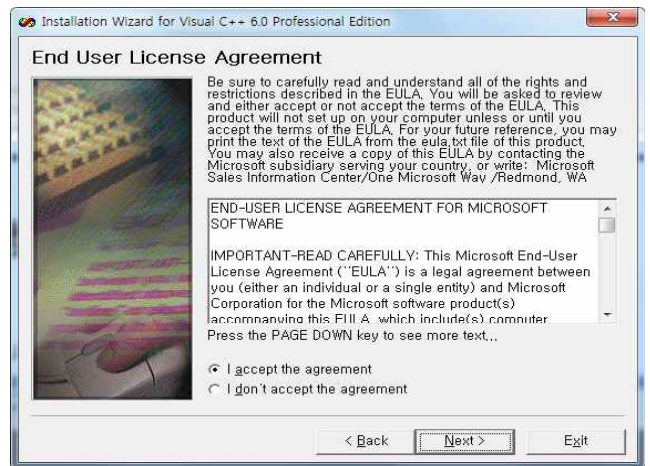 Installation Wizard for Visual C++ 6.0 Professional Edition
End User License Agreement
Be sure to carefully read and understand all of the rights and
restrictions described in the EULA. You will be asked to review
and either accept or not accept the terms of the EULA. This
product will not set up on your computer unless or until you
accept the terms of the EULA. For your future reference, you may
print the text of the EULA from the eula.txt file of this product.
You may also receive a copy of this EULA by contacting the
Microsoft subsidiary serving your country, or write: Microsoft
Sales Information Center/One Microsoft Way /Redmond, WA
END-USER LICENSE AGREEMENT FOR MICROSOFT
SOFTWARE
IMPORTANT-READ CAREFULLY: This Microsoft End-User
License Agreement (''EULA'') is a legal agreement between
you (either an individual or a single entity) and Microsoft
Corporation for the Microsoft software product(s)
accompanying this EULA, which include(s) computer
Press the PAGE DOWN key to see more text...
I accept the agreement
I don't accept the agreement
< Back
Next >
Exit